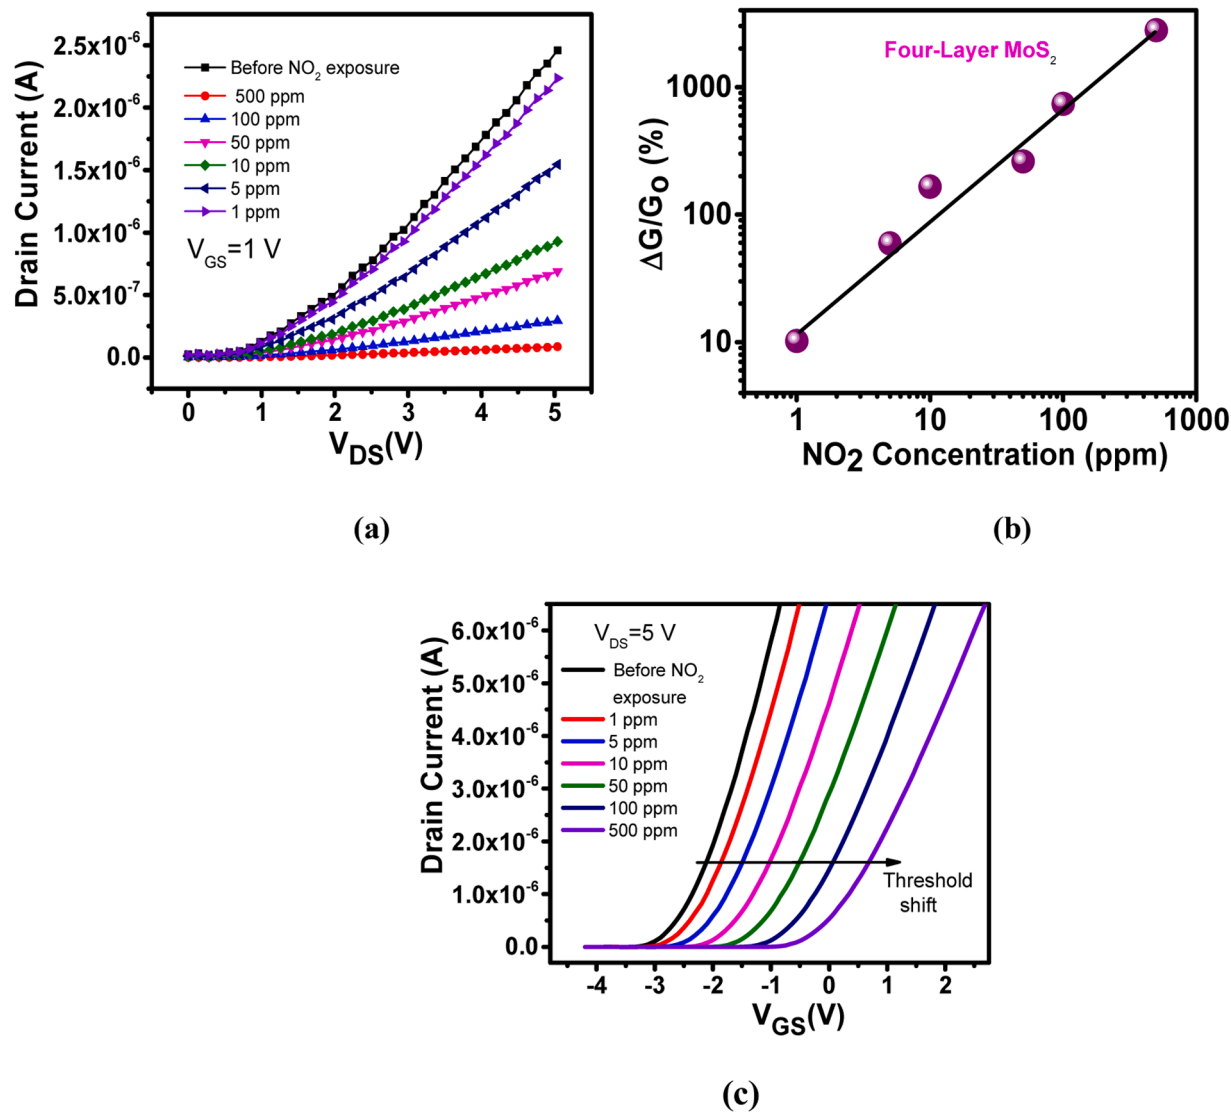 Drain Current (A)
2.5x10⁻⁶
2.0x10⁻⁶
1.5x10⁻⁶
1.0x10⁻⁶
5.0x10⁻⁷
0.0
Before NO₂ exposure
500 ppm
100 ppm
50 ppm
10 ppm
5 ppm
1 ppm
V_GS=1 V
0 1 2 3 4 5
V_DS(V)
(a)
ΔG/G₀ (%)
1000
100
10
Four-Layer MoS₂
1 10 100 1000
NO2 Concentration (ppm)
(b)
Drain Current (A)
6.0x10⁻⁶
5.0x10⁻⁶
4.0x10⁻⁶
3.0x10⁻⁶
2.0x10⁻⁶
1.0x10⁻⁶
0.0
V_DS=5 V
Before NO₂
exposure
1 ppm
5 ppm
10 ppm
50 ppm
100 ppm
500 ppm
Threshold
shift
-4 -3 -2 -1 0 1 2
V_GS(V)
(c)